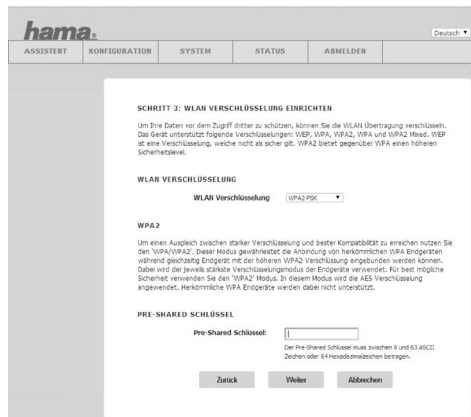 hama.
Deutsch
ASSISTENT KONFIGURATION SYSTEM STATUS ABMELDEN
SCHRITT 3: WLAN VERSCHLÜSSELUNG EINRICHTEN
Um Ihre Daten vor dem Zugriff dritter zu schützen, können Sie die WLAN Übertragung verschlüsseln.
Das Gerät unterstützt folgende Verschlüsselungen: WEP, WPA, WPA2, WPA und WPA2 Mixed. WEP
ist eine Verschlüsselung, welche nicht als sicher gilt. WPA2 bietet gegenüber WPA einen höheren
Sicherheitslevel.
WLAN VERSCHLÜSSELUNG
WLAN Verschlüsselung WPA2-PSK
WPA2
Um einen Ausgleich zwischen starker Verschlüsselung und bester Kompatibilität zu erreichen nutzen Sie
den 'WPA/WPA2'. Dieser Modus gewährleistet die Anbindung von herkömmlichen WPA Endgeräten
während gleichzeitig Endgerät mit der höheren WPA2 Verschlüssung eingebunden werden können.
Dabei wird der jeweils stärkste Verschlüsselungsmodus der Endgeräte verwendet. Für best mögliche
Sicherheit verwenden Sie den 'WPA2' Modus. In diesem Modus wird die AES Verschlüsselung
angewendet. Herkömmliche WPA Endgeräte werden dabei nicht unterstützt.
PRE-SHARED SCHLÜSSEL
Pre-Shared Schlüssel:
Der Pre-Shared Schlüssel muss zwischen 8 und 63 ASCII
Zeichen oder 64 Hexadezimalzeichen betragen.
Zurück Weiter Abbrechen